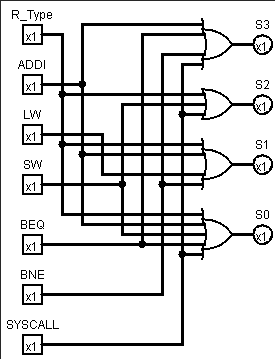 R_Type
x1
ADDI
x1
LW
x1
SW
x1
BEQ
x1
BNE
x1
SYSCALL
x1
S3
x1
S2
x1
S1
x1
S0
x1